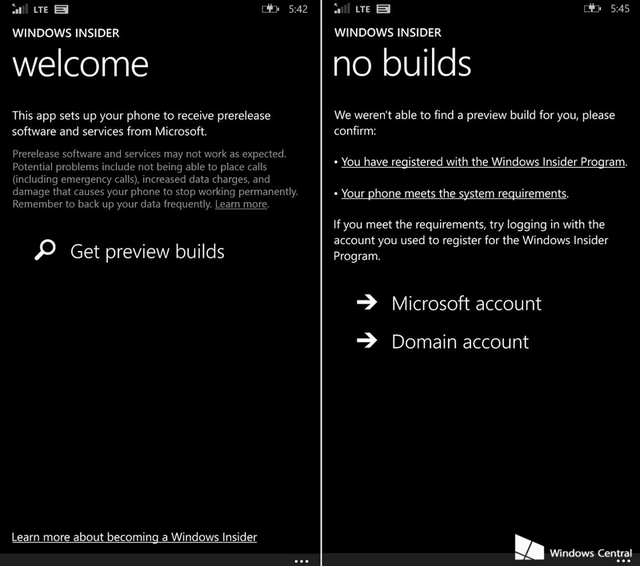 LTE 5:42
WINDOWS INSIDER
welcome
This app sets up your phone to receive prerelease
software and services from Microsoft.
Prerelease software and services may not work as expected.
Potential problems include not being able to place calls
(including emergency calls), increased data charges, and
damage that causes your phone to stop working permanently.
Remember to back up your data frequently. Learn more.
Get preview builds
Learn more about becoming a Windows Insider
LTE 5:45
WINDOWS INSIDER
no builds
We weren't able to find a preview build for you, please
confirm:
• You have registered with the Windows Insider Program.
• Your phone meets the system requirements.
If you meet the requirements, try logging in with the
account you used to register for the Windows Insider
Program.
Microsoft account
Domain account
Windows Central